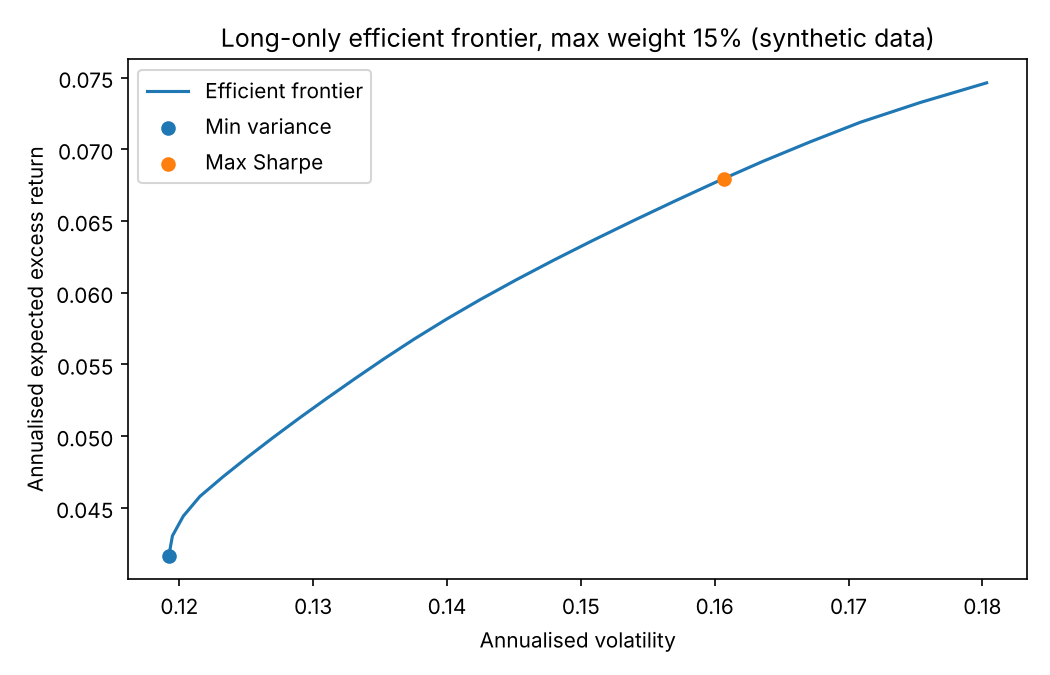 Long-only efficient frontier, max weight 15% (synthetic data)
Efficient frontier
Min variance
Max Sharpe
Annualised expected excess return
0.075
0.070
0.065
0.060
0.055
0.050
0.045
0.12
0.13
0.14
0.15
0.16
0.17
0.18
Annualised volatility